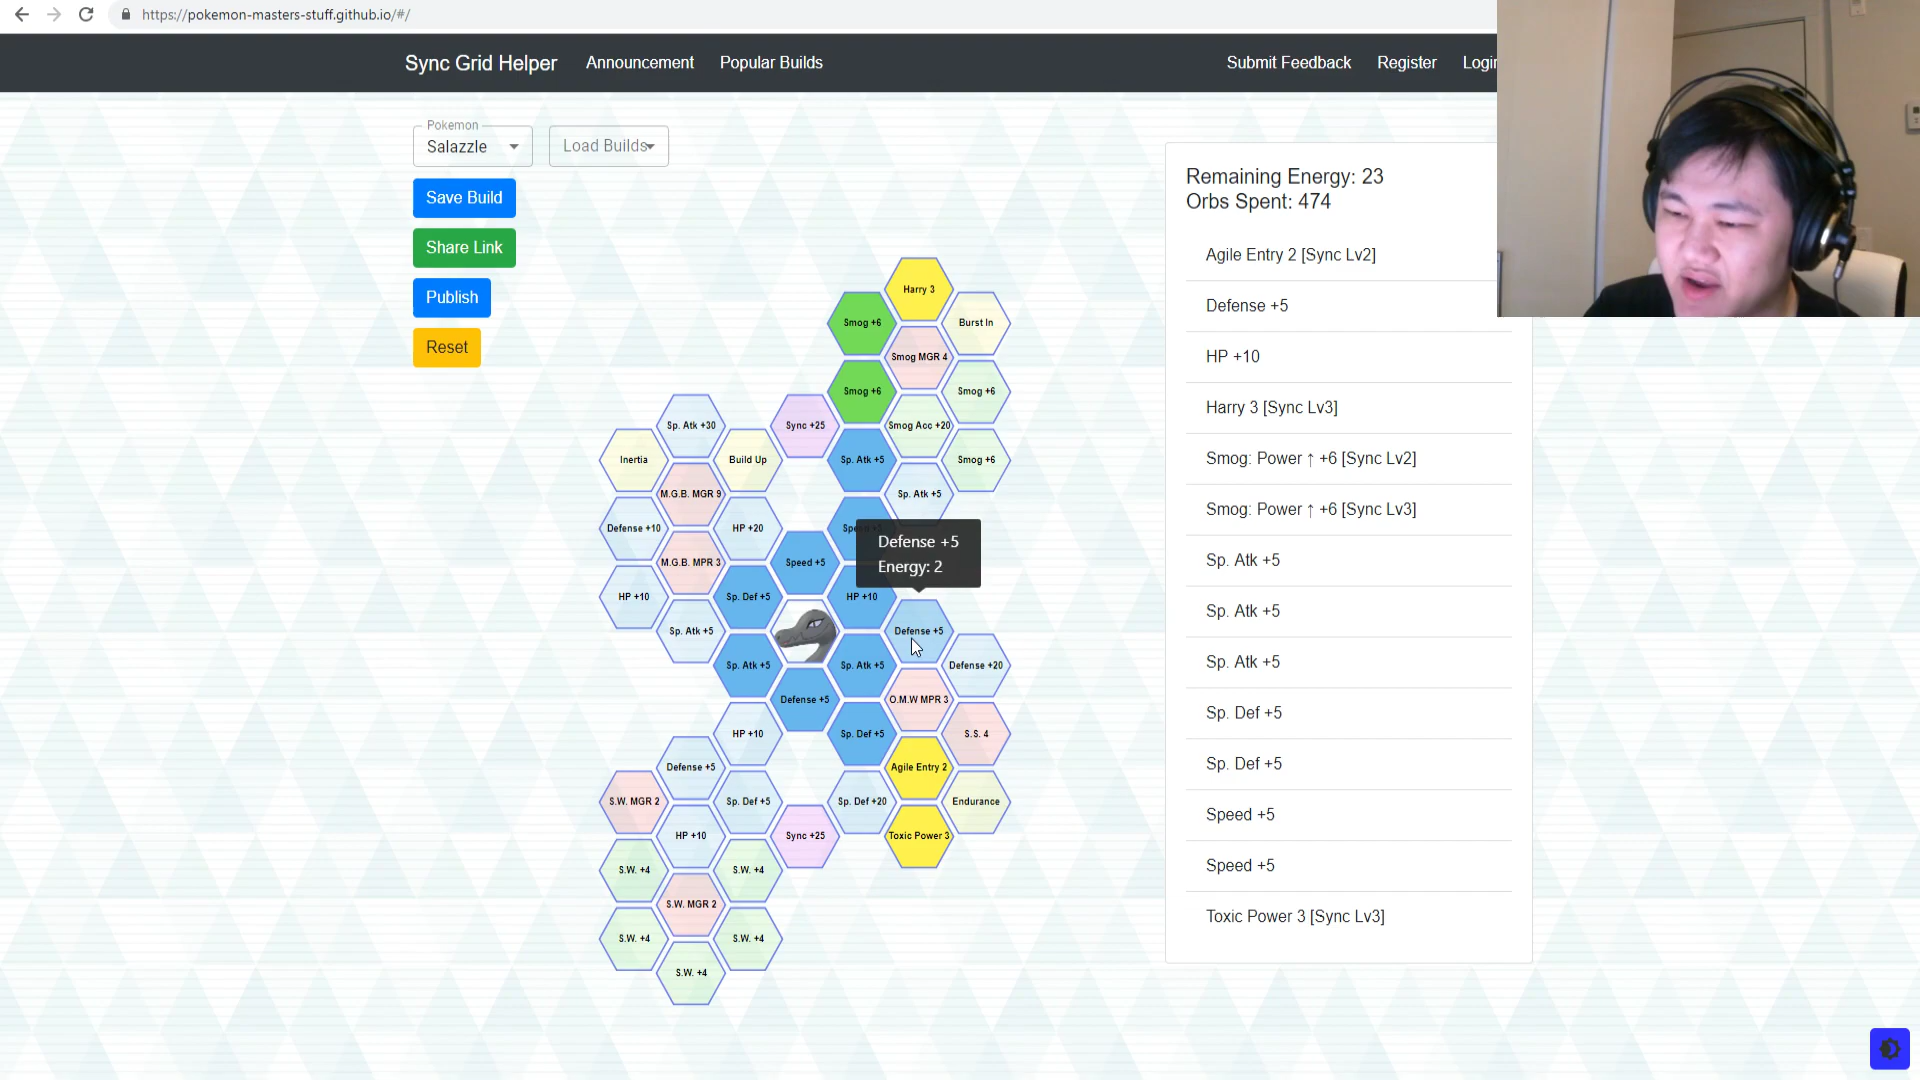 https://pokemon-masters-stuff.github.io/#/
Sync Grid Helper
Announcement
Popular Builds
Submit Feedback
Register
Login
Pokemon
Salazzle
Load Builds
Save Build
Share Link
Publish
Reset
Harry 3
Smog +6
Burst In
Smog MGR 4
Smog +6
Smog +6
Sp. Atk +30
Sync +25
Smog Acc +20
Inertia
Build Up
Sp. Atk +5
Smog +6
M.G.B. MGR 9
Sp. Atk +5
Defense +10
HP +20
M.G.B. MPR 3
Speed +5
Defense +5
Energy: 2
HP +10
Sp. Def +5
HP +10
Sp. Atk +5
Defense +5
Sp. Atk +5
Sp. Atk +5
Defense +20
Defense +5
O.M.W MPR 3
HP +10
Sp. Def +5
S.S. 4
Defense +5
Agile Entry 2
S.W. MGR 2
Sp. Def +5
Sp. Def +20
Endurance
HP +10
Sync +25
Toxic Power 3
S.W. +4
S.W. +4
S.W. MGR 2
S.W. +4
S.W. +4
S.W. +4
Remaining Energy: 23
Orbs Spent: 474
Agile Entry 2 [Sync Lv2]
Defense +5
HP +10
Harry 3 [Sync Lv3]
Smog: Power ↑ +6 [Sync Lv2]
Smog: Power ↑ +6 [Sync Lv3]
Sp. Atk +5
Sp. Atk +5
Sp. Atk +5
Sp. Def +5
Sp. Def +5
Speed +5
Speed +5
Toxic Power 3 [Sync Lv3]